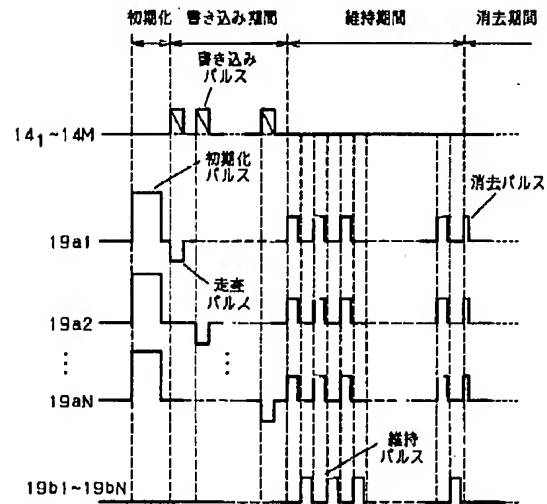 初期化 書き込み期間 維持期間 消去期間
書き込み
パルス
14₁~14M
初期化
パルス
消去パルス
19a1
走査
パルス
19a2
⋮ ⋮
19aN
維持
パルス
19b1~19bN